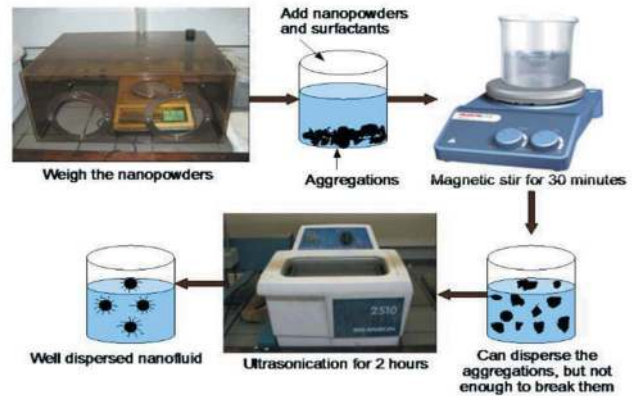 Add nanopowders
and surfactants
Weigh the nanopowders
Aggregations
Magnetic stir for 30 minutes
2510
Well dispersed nanofluid
Ultrasonication for 2 hours
Can disperse the
aggregations, but not
enough to break them